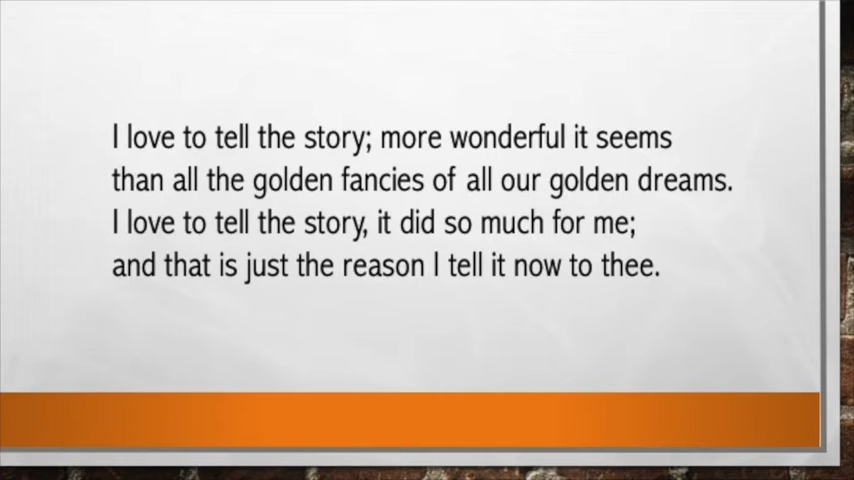 I love to tell the story; more wonderful it seems
than all the golden fancies of all our golden dreams.
I love to tell the story, it did so much for me;
and that is just the reason I tell it now to thee.